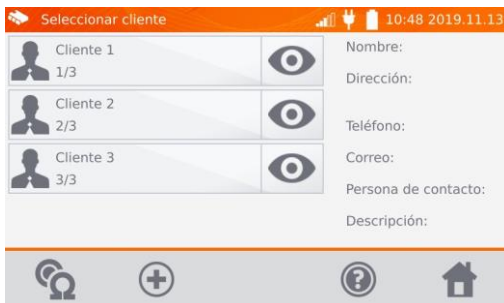 Seleccionar cliente
10:48 2019.11.13
Cliente 1
1/3
Cliente 2
2/3
Cliente 3
3/3
Nombre:
Dirección:
Teléfono:
Correo:
Persona de contacto:
Descripción: